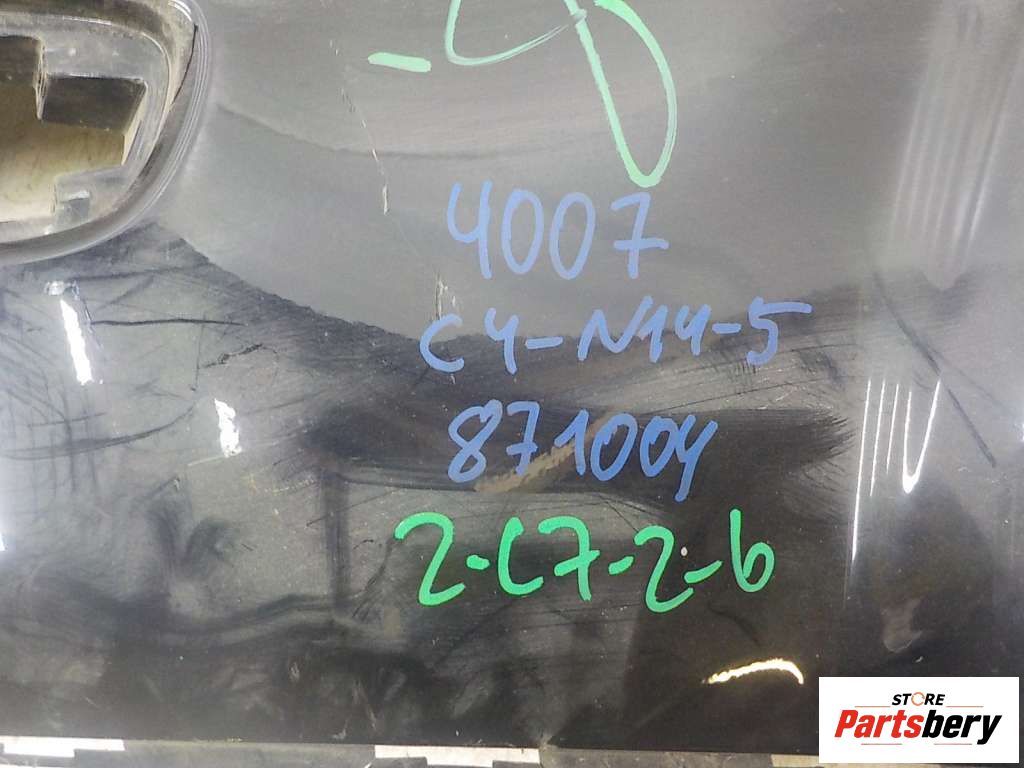 4007
C4-N14-5
871004
2-C7-2-6
STORE
Partsbery